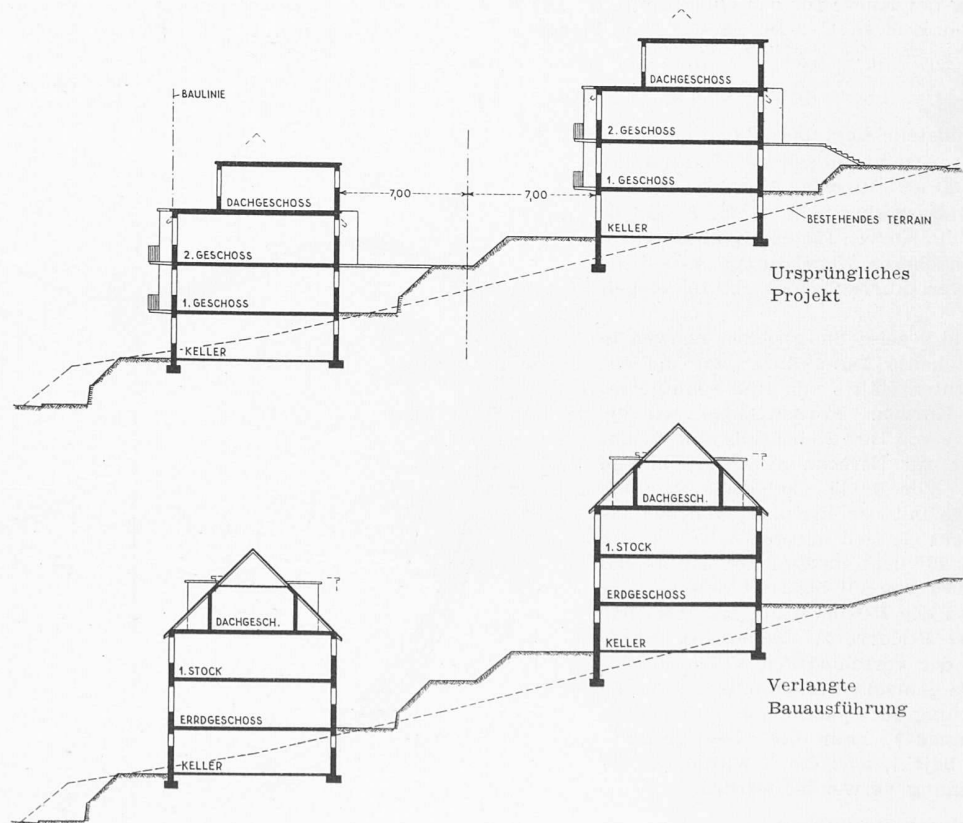 DACHGESCHOSS
2. GESCHOSS
1. GESCHOSS
KELLER
BESTEHENDES TERRAIN
Ursprüngliches
Projekt
BAULINIE
7,00
7,00
DACHGESCHOSS
2. GESCHOSS
1. GESCHOSS
KELLER
DACHGESCH.
1. STOCK
ERDGESCHOSS
KELLER
Verlangte
Bauausführung
DACHGESCH.
1. STOCK
ERRDGESCHOSS
KELLER